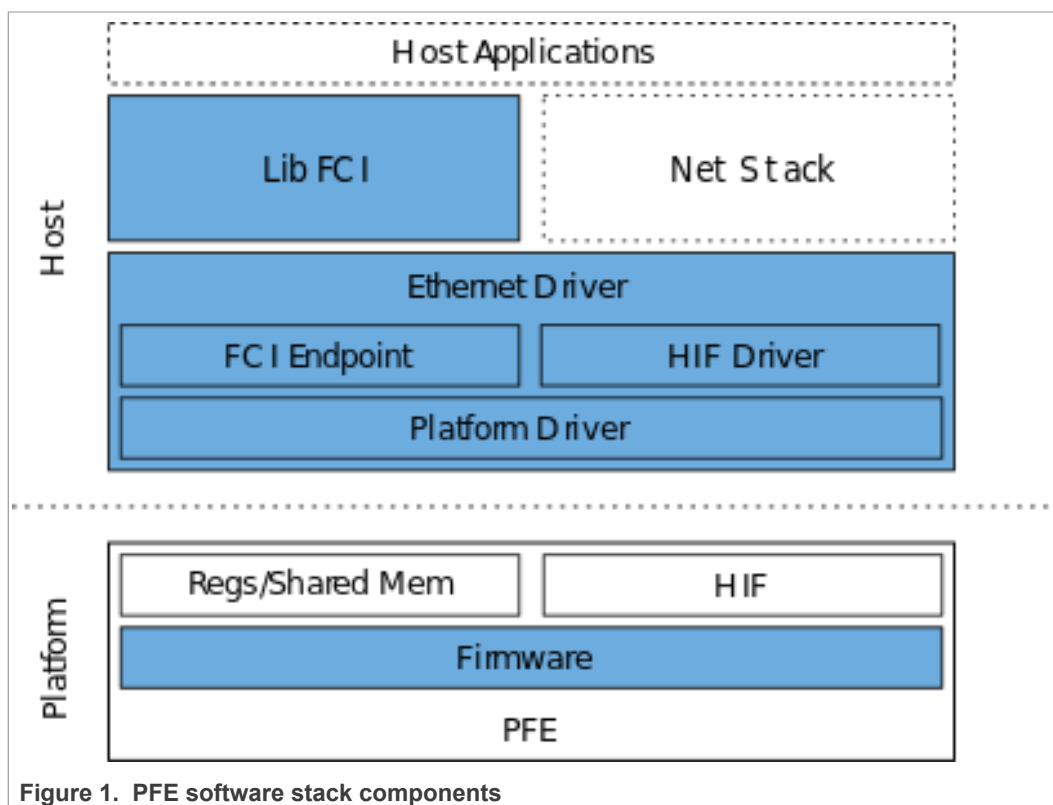 Host Applications
Lib FCI
Net Stack
Host
Ethernet Driver
FCI Endpoint
HIF Driver
Platform Driver
Regs/Shared Mem
HIF
Platform
Firmware
PFE
Figure 1. PFE software stack components